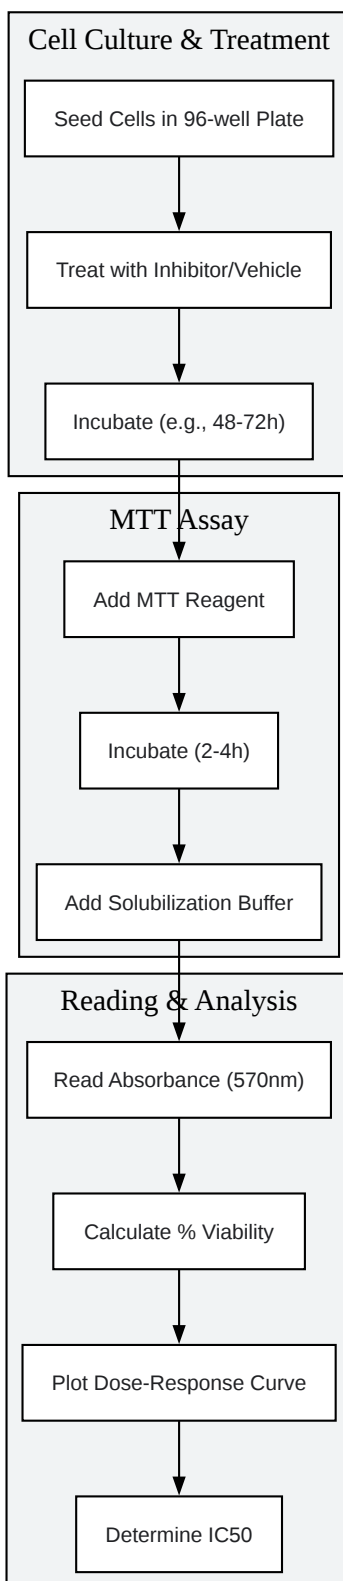 Cell Culture & Treatment
Seed Cells in 96-well Plate
Treat with Inhibitor/Vehicle
Incubate (e.g., 48-72h)
MTT Assay
Add MTT Reagent
Incubate (2-4h)
Add Solubilization Buffer
Reading & Analysis
Read Absorbance (570nm)
Calculate % Viability
Plot Dose-Response Curve
Determine IC50